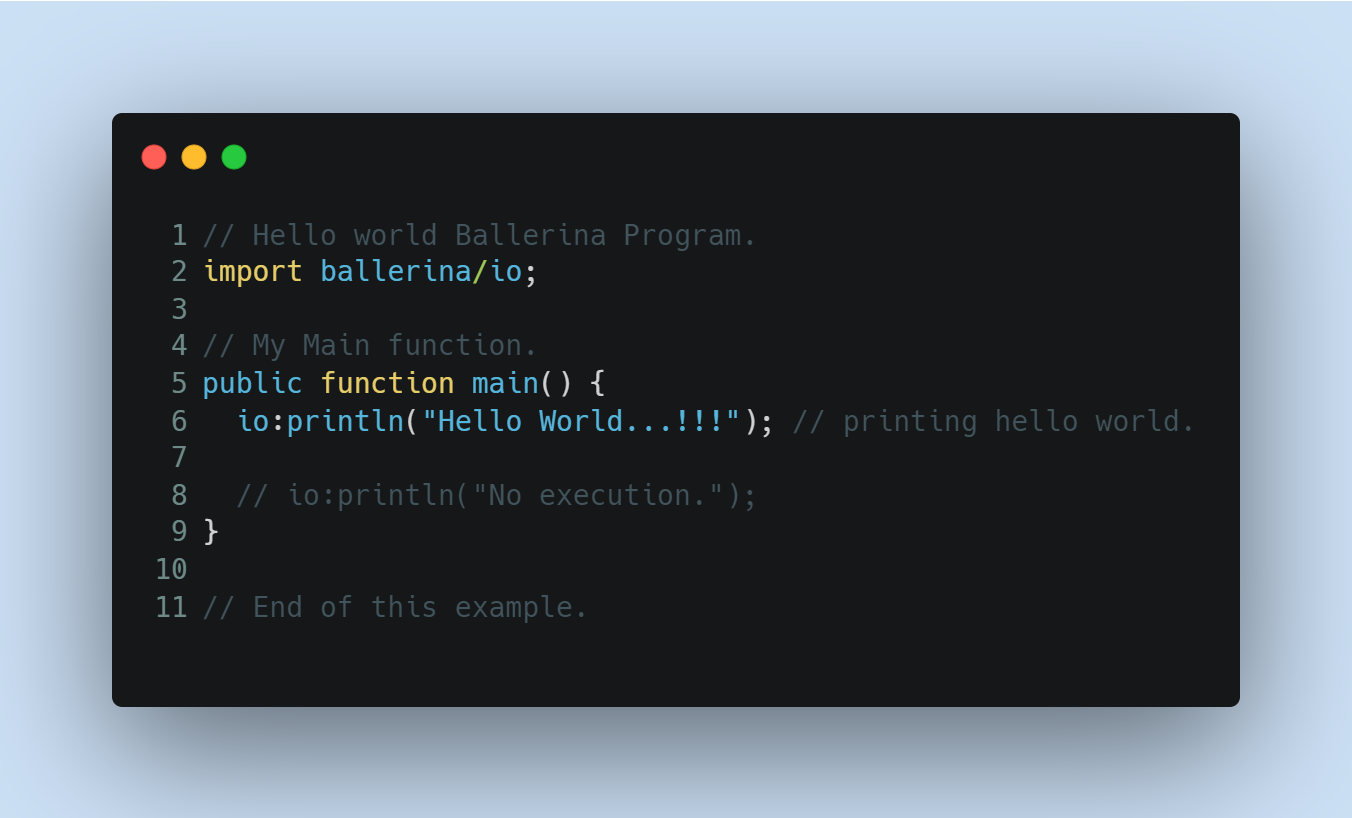 1 // Hello world Ballerina Program.
2 import ballerina/io;
3
4 // My Main function.
5 public function main() {
6   io:println("Hello World...!!!"); // printing hello world.
7
8   // io:println("No execution.");
9 }
10
11 // End of this example.